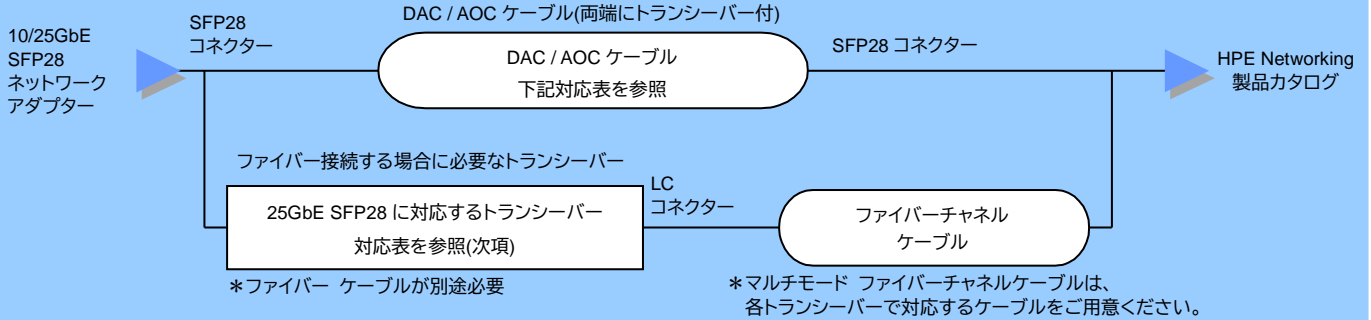 10/25GbE
SFP28
ネットワーク
アダプター
SFP28
コネクター
DAC / AOC ケーブル(両端にトランシーバー付)
DAC / AOC ケーブル
下記対応表を参照
SFP28 コネクター
HPE Networking
製品カタログ
ファイバー接続する場合に必要なトランシーバー
25GbE SFP28 に対応するトランシーバー
対応表を参照(次項)
＊ファイバー ケーブルが別途必要
LC
コネクター
ファイバーチャネル
ケーブル
＊マルチモード ファイバーチャネルケーブルは、
各トランシーバーで対応するケーブルをご用意ください。